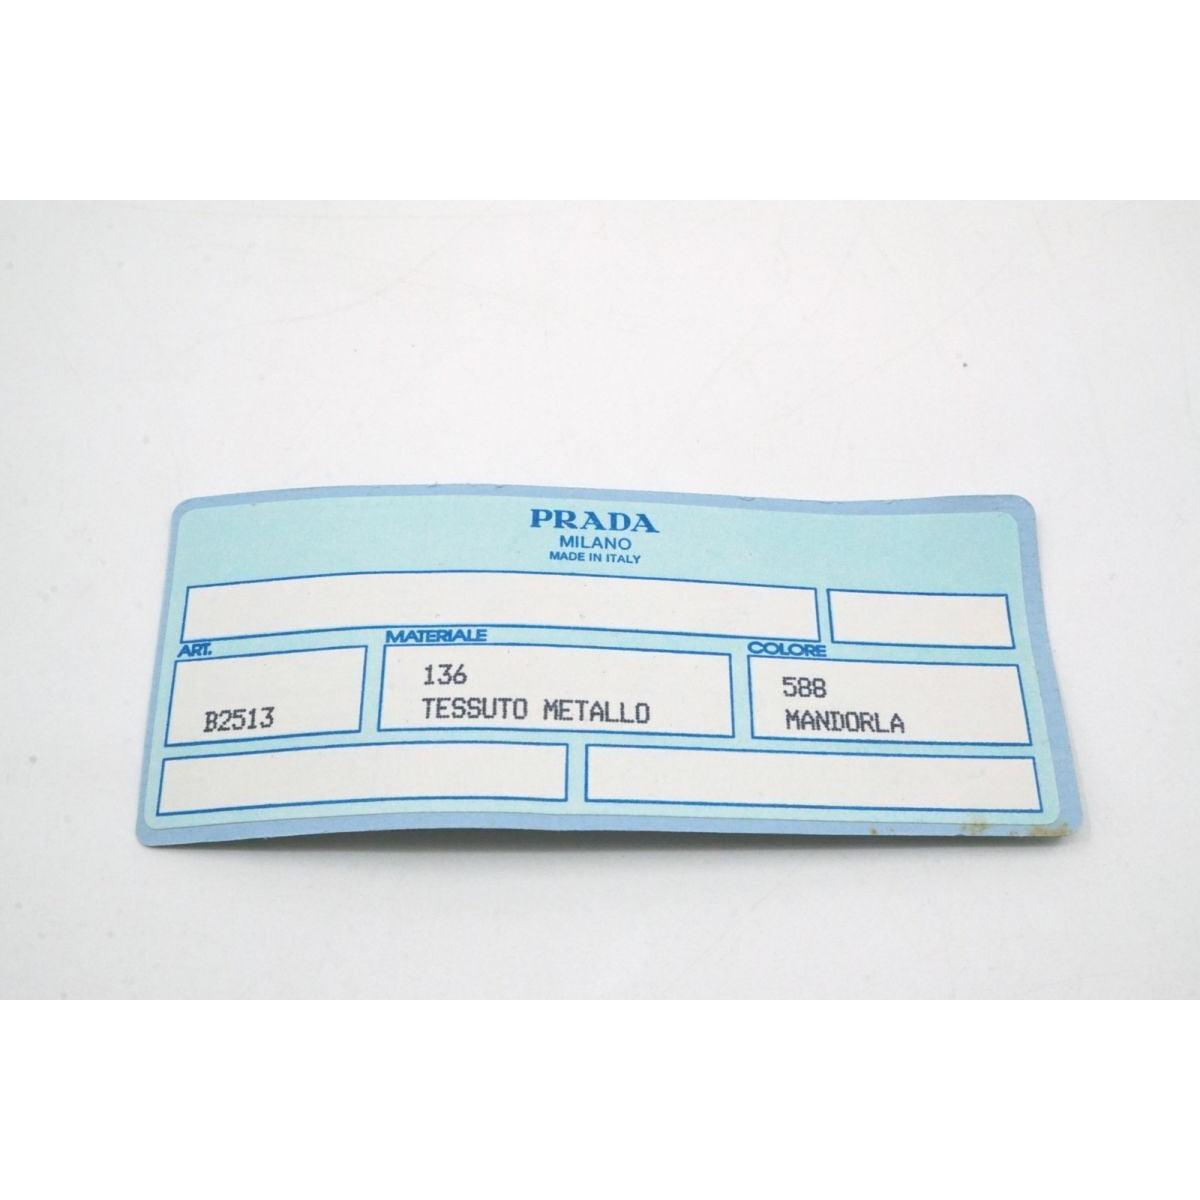 PRADA
MILANO
MADE IN ITALY
ART.
B2513
MATERIALE
136
TESSUTO METALLO
COLORE
588
MANDORLA